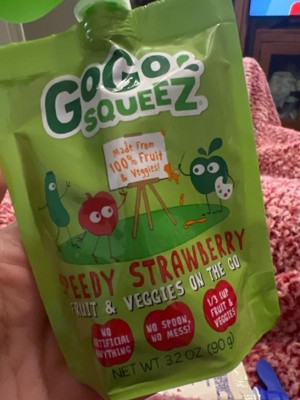 GoGo
SQUEEZ
Made from
100% Fruit
& Veggies!
SPEEDY STRAWBERRY
FRUIT & VEGGIES ON THE GO
NO
ARTIFICIAL
ANYTHING
NO SPOON,
NO MESS!
1/3 CUP
FRUIT &
VEGGIES
NET WT 3.2 OZ (90 g)